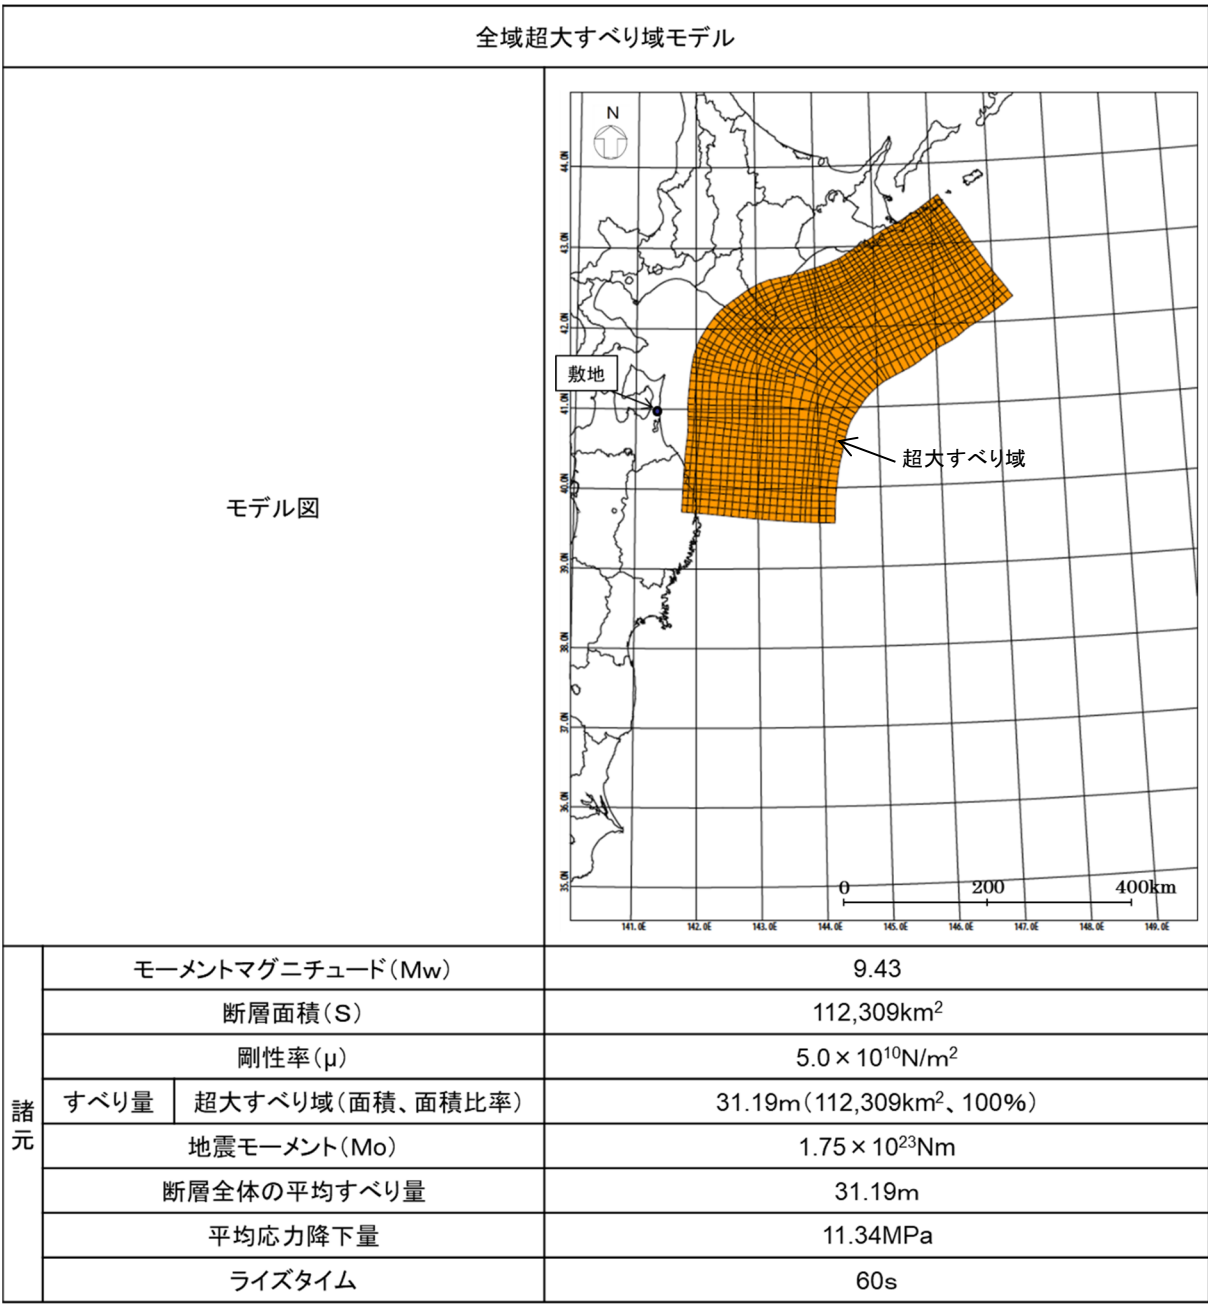 全域超大すべり域モデル
モデル図
N
44.0N
43.0N
42.0N
敷地
41.0N
超大すべり域
40.0N
39.0N
38.0N
37.0N
36.0N
35.0N
0 200 400km
141.0E 142.0E 143.0E 144.0E 145.0E 146.0E 147.0E 148.0E 149.0E
諸元
モーメントマグニチュード(Mw) 9.43
断層面積(S) 112,309km²
剛性率(μ) 5.0×10¹⁰N/m²
すべり量 超大すべり域(面積、面積比率) 31.19m(112,309km²、100%)
地震モーメント(Mo) 1.75×10²³Nm
断層全体の平均すべり量 31.19m
平均応力降下量 11.34MPa
ライズタイム 60s